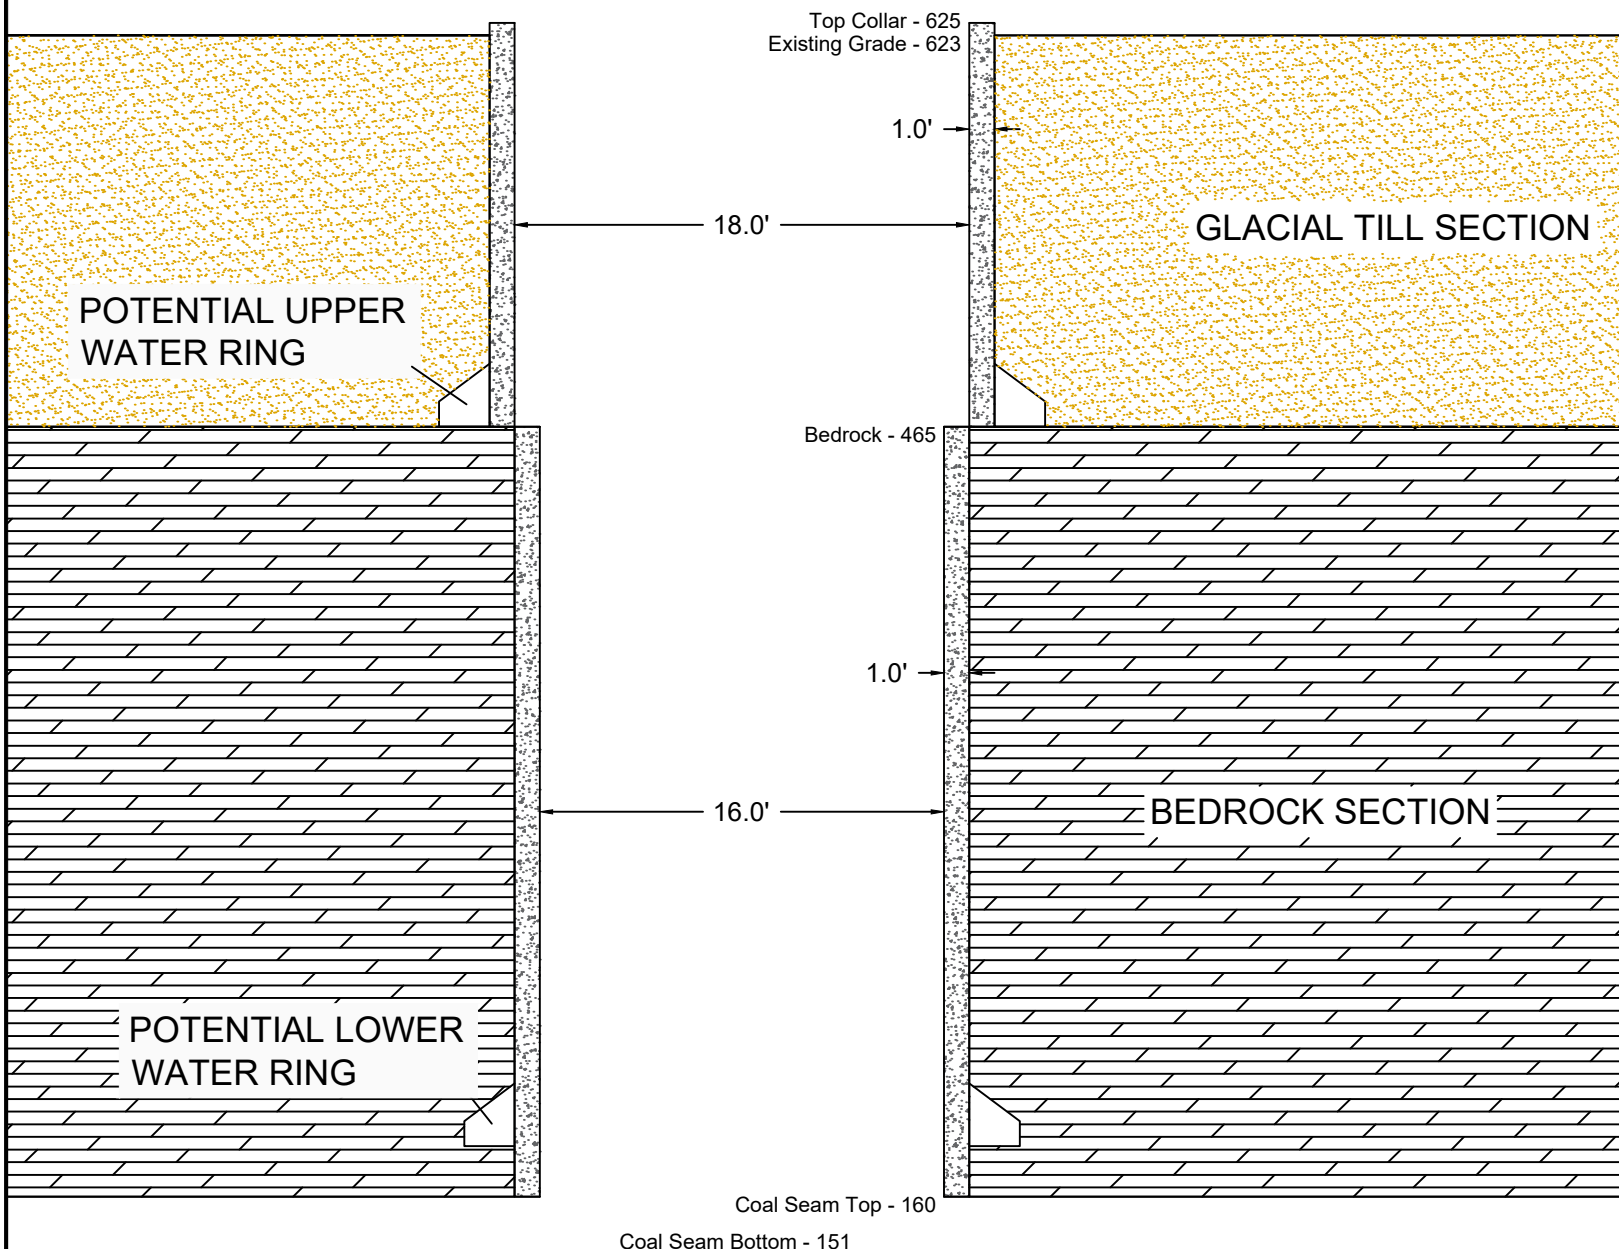 Top Collar - 625
Existing Grade - 623
1.0'
18.0'
GLACIAL TILL SECTION
POTENTIAL UPPER
WATER RING
Bedrock - 465
1.0'
16.0'
BEDROCK SECTION
POTENTIAL LOWER
WATER RING
Coal Seam Top - 160
Coal Seam Bottom - 151